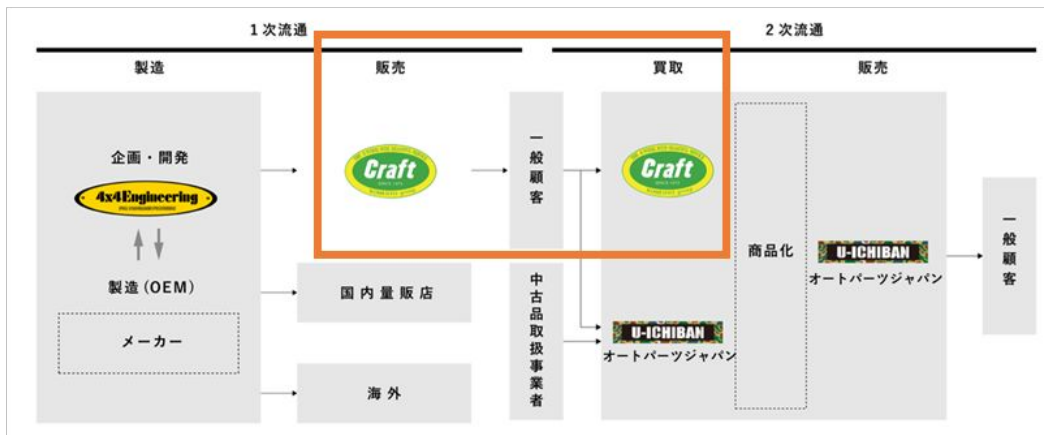 1次流通
2次流通
製造
販売
買取
販売
企画・開発
4x4Engineering
製造(OEM)
メーカー
Craft
SINCE 1973
国内量販店
海外
一般顧客
中古品取扱事業者
Craft
SINCE 1973
U-ICHIBAN
オートパーツジャパン
商品化
U-ICHIBAN
オートパーツジャパン
一般顧客